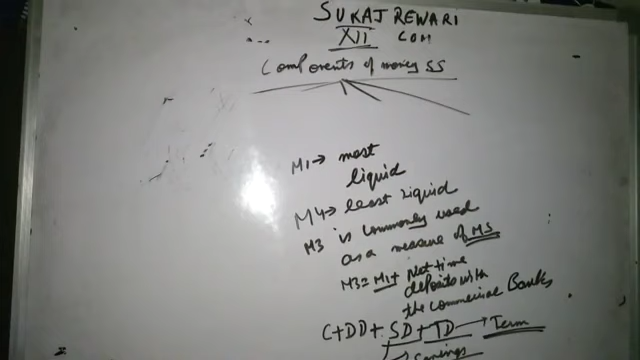 SURAJ REWARI
XII COM
Components of money SS
M1→ most
liquid
M4→ least liquid
M3 is commonly used
as a measure of MS
M3 = M1 + Net time
deposits with
the commercial Banks
C+DD+ SD+TD → Term
Savings